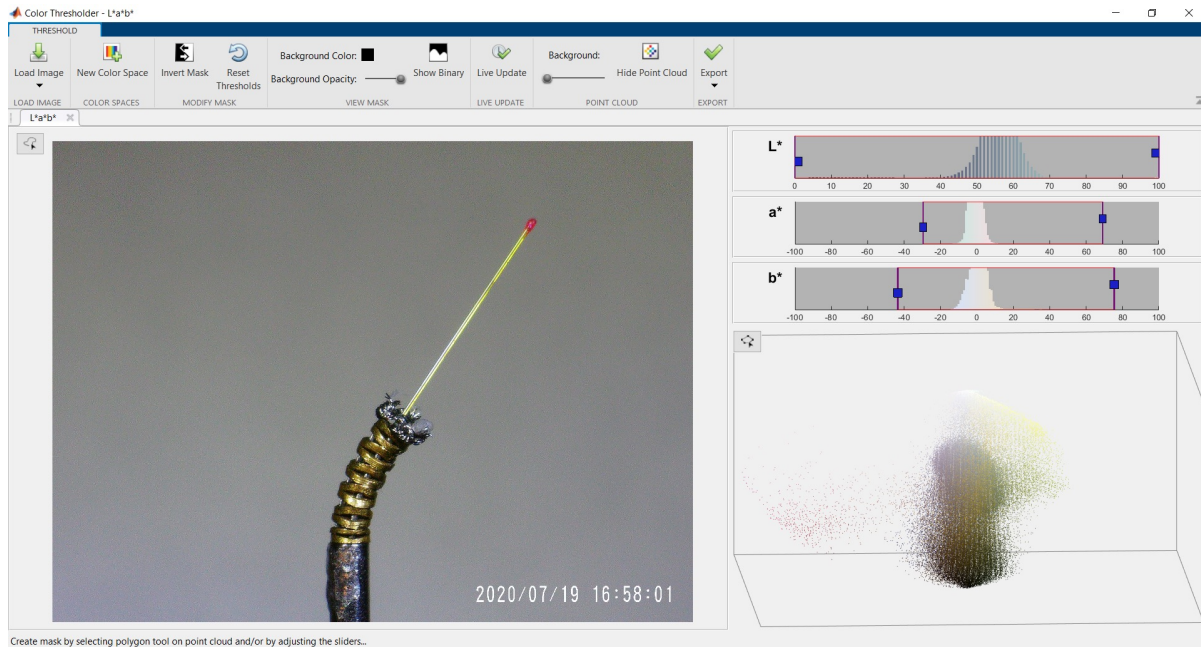 Color Thresholder - L*a*b*
THRESHOLD
Load Image
New Color Space
Invert Mask
Reset Thresholds
Background Color:
Background Opacity:
Show Binary
Live Update
Background:
Hide Point Cloud
Export
LOAD IMAGE
COLOR SPACES
MODIFY MASK
VIEW MASK
LIVE UPDATE
POINT CLOUD
EXPORT
L*a*b*
2020/07/19 16:58:01
L*
0 10 20 30 40 50 60 70 80 90 100
a*
-100 -80 -60 -40 -20 0 20 40 60 80 100
b*
-100 -80 -60 -40 -20 0 20 40 60 80 100
Create mask by selecting polygon tool on point cloud and/or by adjusting the sliders...